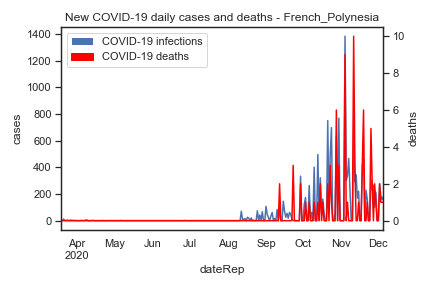 New COVID-19 daily cases and deaths - French_Polynesia
COVID-19 infections
COVID-19 deaths
1400
1200
1000
800
600
400
200
0
cases
10
8
6
4
2
0
deaths
Apr May Jun Jul Aug Sep Oct Nov Dec
2020
dateRep